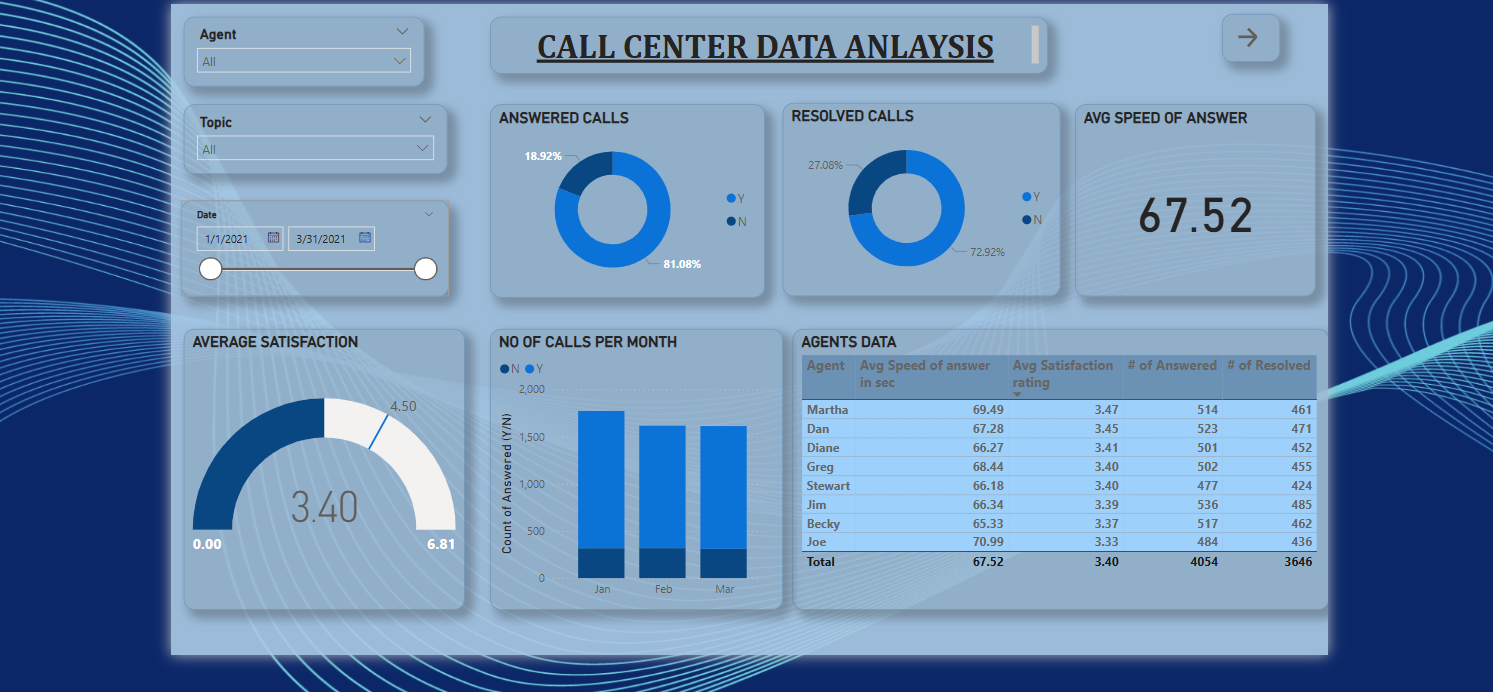 Agent
All
CALL CENTER DATA ANLAYSIS
Topic
All
Date
1/1/2021 3/31/2021
ANSWERED CALLS
18.92%
81.08%
Y
N
RESOLVED CALLS
27.08%
72.92%
Y
N
AVG SPEED OF ANSWER
67.52
AVERAGE SATISFACTION
4.50
3.40
0.00 6.81
NO OF CALLS PER MONTH
N Y
Count of Answered (Y/N)
2,000
1,500
1,000
500
0
Jan Feb Mar
AGENTS DATA
Agent Avg Speed of answer in sec Avg Satisfaction rating # of Answered # of Resolved
Martha 69.49 3.47 514 461
Dan 67.28 3.45 523 471
Diane 66.27 3.41 501 452
Greg 68.44 3.40 502 455
Stewart 66.18 3.40 477 424
Jim 66.34 3.39 536 485
Becky 65.33 3.37 517 462
Joe 70.99 3.33 484 436
Total 67.52 3.40 4054 3646